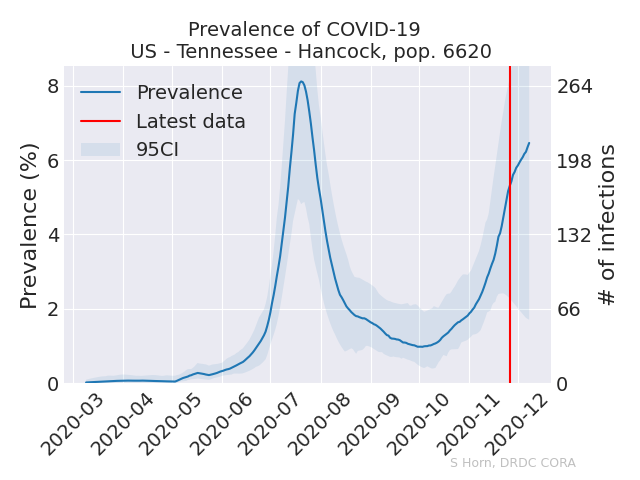 Prevalence of COVID-19
US - Tennessee - Hancock, pop. 6620
Prevalence
Latest data
95CI
Prevalence (%)
8
6
4
2
0
# of infections
264
198
132
66
0
2020-03
2020-04
2020-05
2020-06
2020-07
2020-08
2020-09
2020-10
2020-11
2020-12
S Horn, DRDC CORA